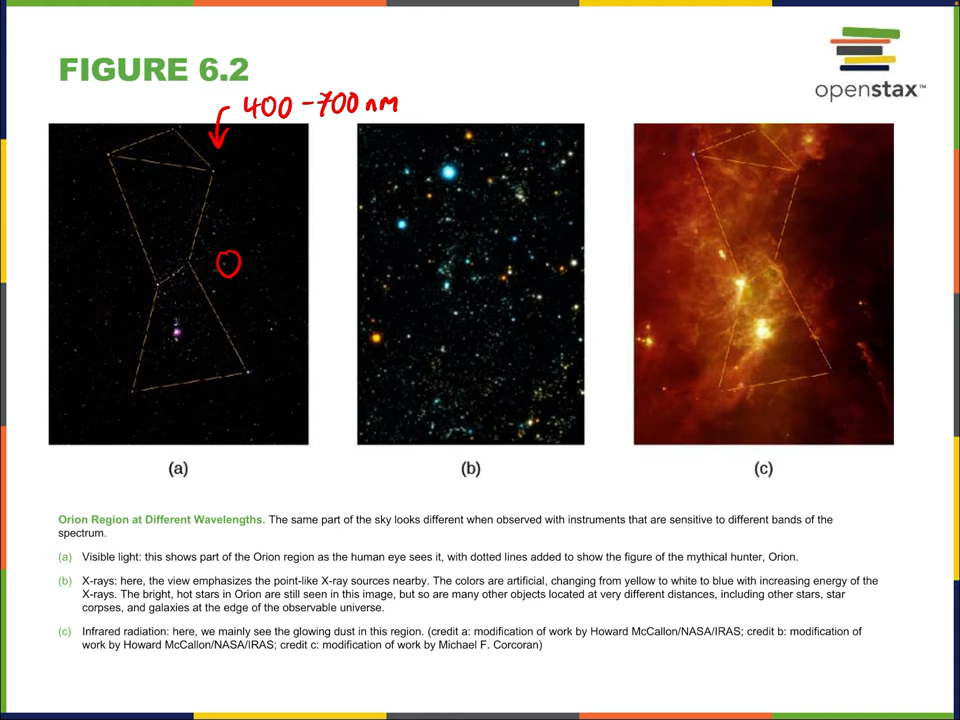 openstax™
FIGURE 6.2
400-700 nm
(a)
(b)
(c)
Orion Region at Different Wavelengths. The same part of the sky looks different when observed with instruments that are sensitive to different bands of the
spectrum.
(a) Visible light: this shows part of the Orion region as the human eye sees it, with dotted lines added to show the figure of the mythical hunter, Orion.
(b) X-rays: here, the view emphasizes the point-like X-ray sources nearby. The colors are artificial, changing from yellow to white to blue with increasing energy of the
X-rays. The bright, hot stars in Orion are still seen in this image, but so are many other objects located at very different distances, including other stars, star
corpses, and galaxies at the edge of the observable universe.
(c) Infrared radiation: here, we mainly see the glowing dust in this region. (credit a: modification of work by Howard McCallon/NASA/IRAS; credit b: modification of
work by Howard McCallon/NASA/IRAS; credit c: modification of work by Michael F. Corcoran)